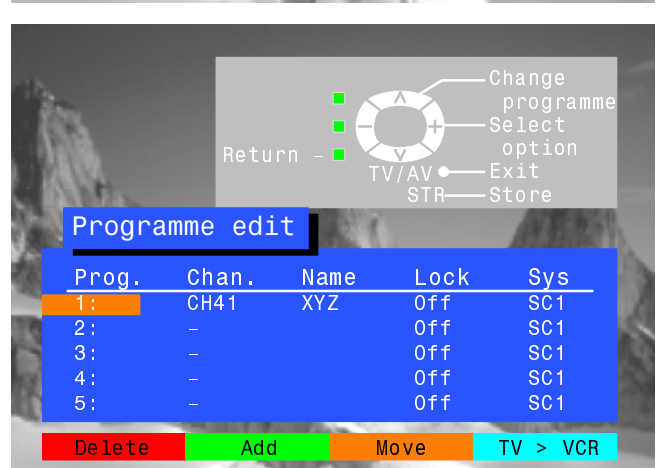 Change
programme
Select
option
Return
TV/AV Exit
STR Store
Programme edit
Prog. Chan. Name Lock Sys
1: CH41 XYZ Off SC1
2: – Off SC1
3: – Off SC1
4: – Off SC1
5: – Off SC1
Delete Add Move TV > VCR